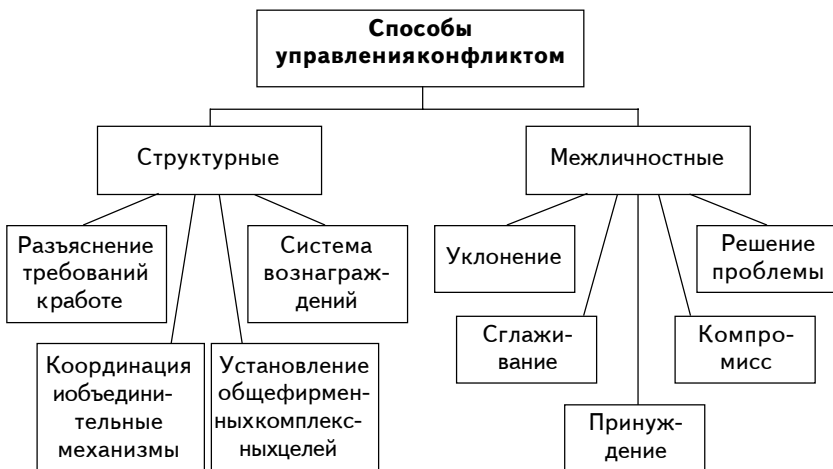 Способы
управленияконфликтом
Структурные
Межличностные
Разъяснение
требований
кработе
Система
вознаграж-
дений
Уклонение
Решение
проблемы
Координация
иобъедини-
тельные
механизмы
Установление
общефирмен-
ныхкомплекс-
ныхцелей
Сглажи-
вание
Компро-
мисс
Принуж-
дение